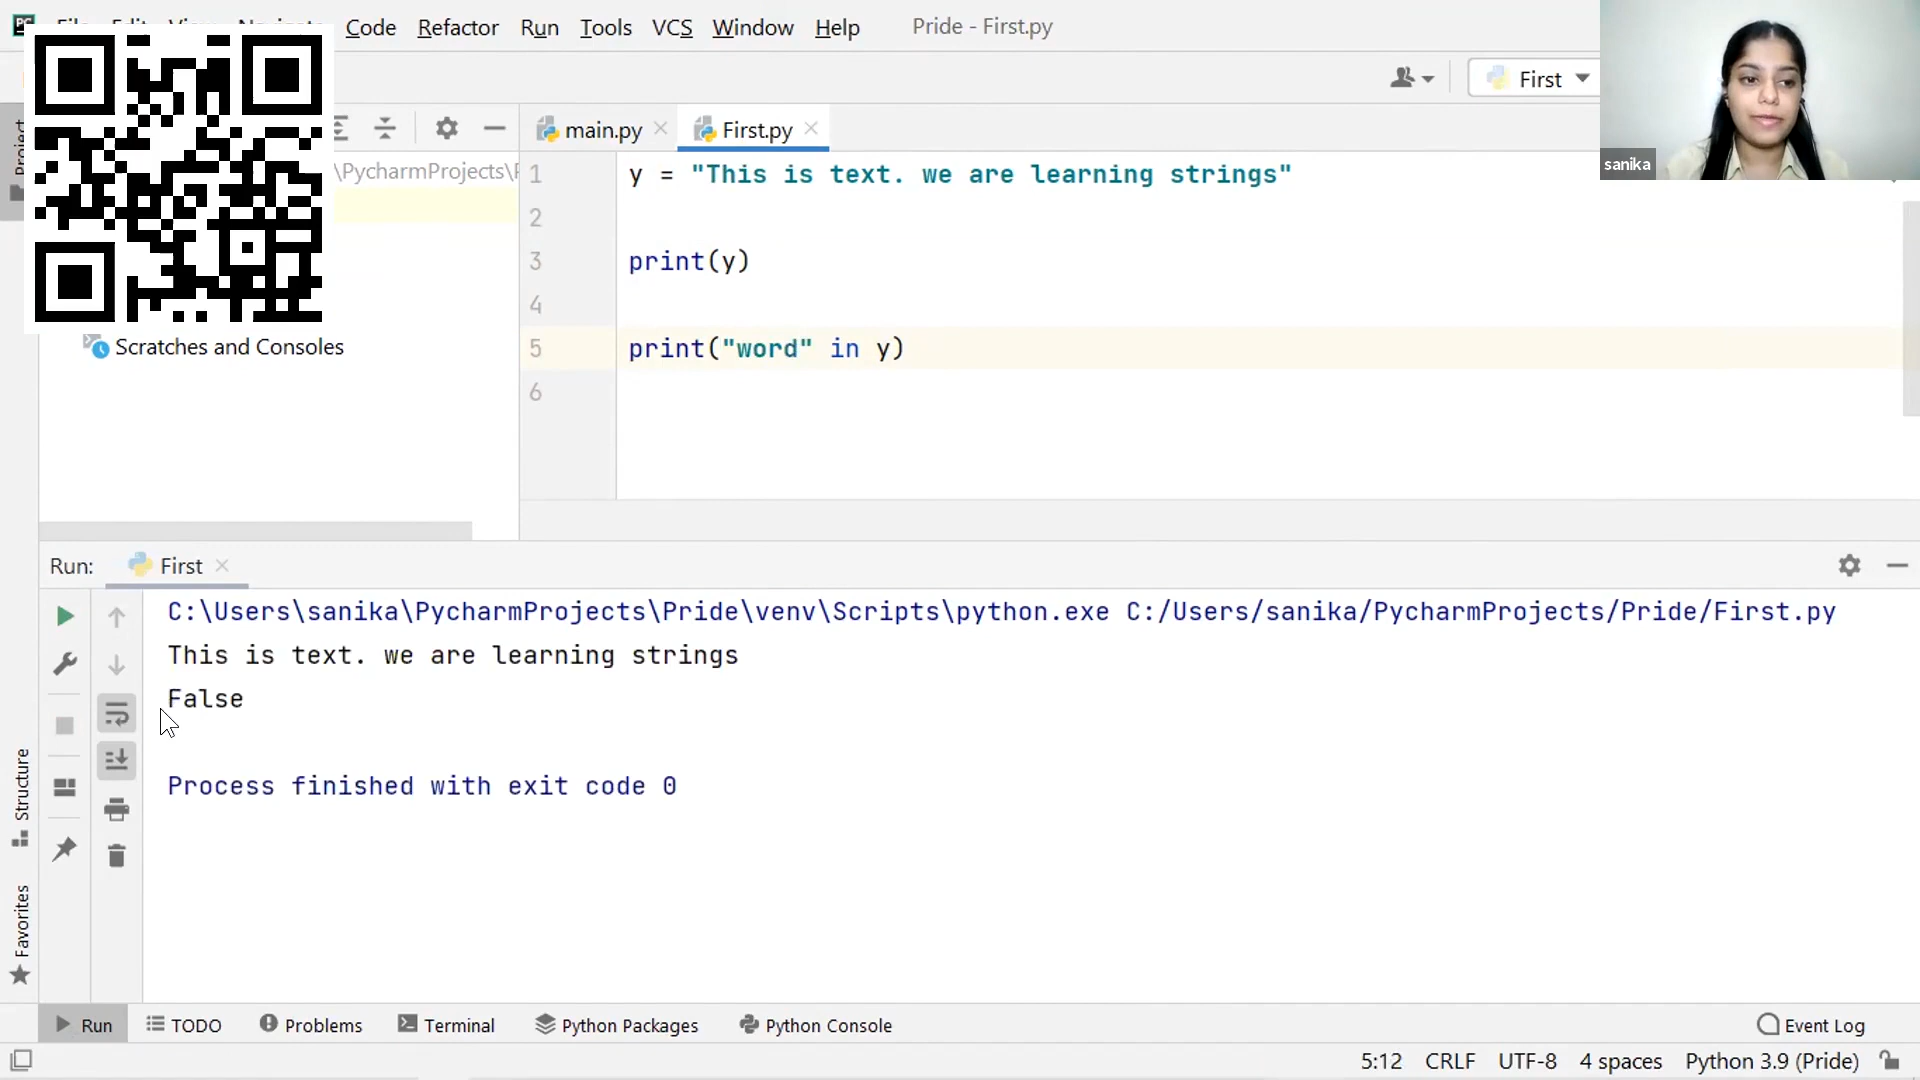 Code Refactor Run Tools VCS Window Help Pride - First.py
First
sanika
main.py First.py
\PycharmProjects\
1 y = "This is text. we are learning strings"
2
3 print(y)
4
5 print("word" in y)
6
Project
Scratches and Consoles
Run: First
C:\Users\sanika\PycharmProjects\Pride\venv\Scripts\python.exe C:/Users/sanika/PycharmProjects/Pride/First.py
This is text. we are learning strings
False
Process finished with exit code 0
Structure
Favorites
Run TODO Problems Terminal Python Packages Python Console Event Log
5:12 CRLF UTF-8 4 spaces Python 3.9 (Pride)